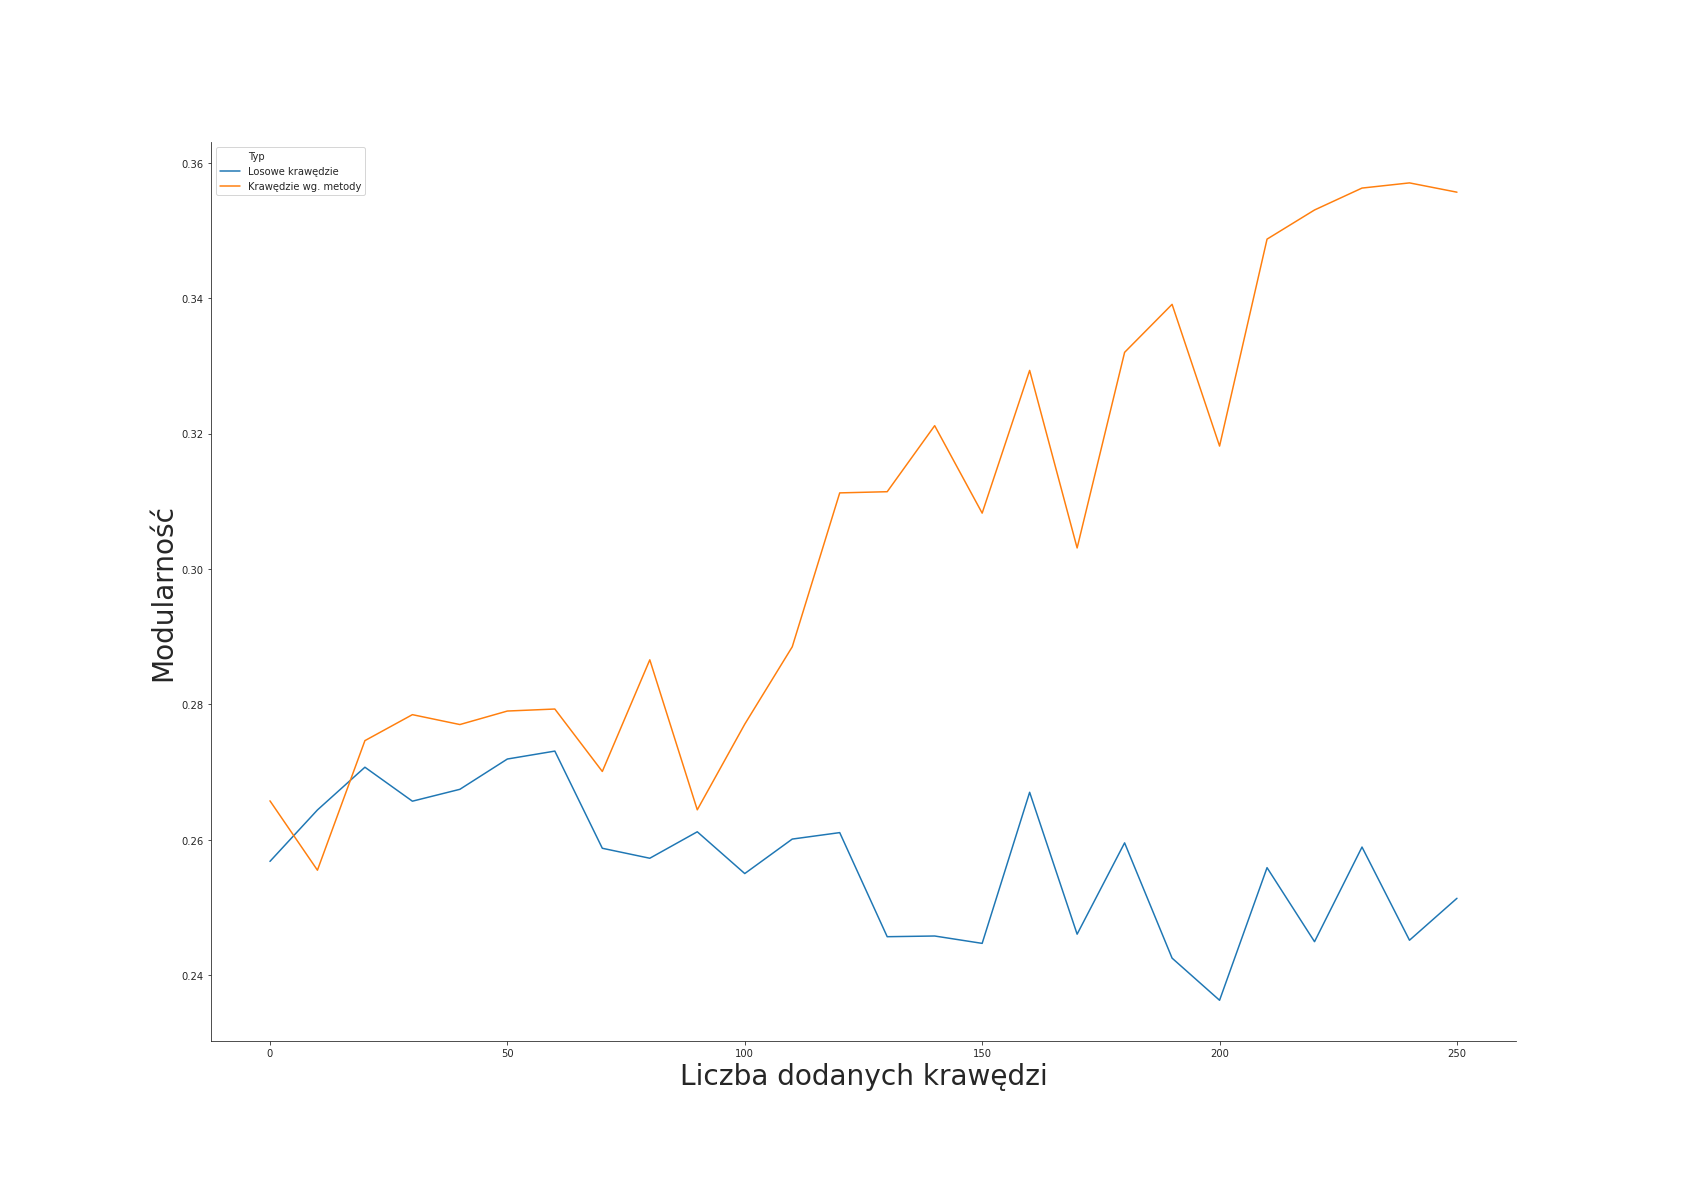 Typ
Losowe krawędzie
Krawędzie wg. metody
0.36
0.34
0.32
0.30
0.28
0.26
0.24
Modularność
0 50 100 150 200 250
Liczba dodanych krawędzi